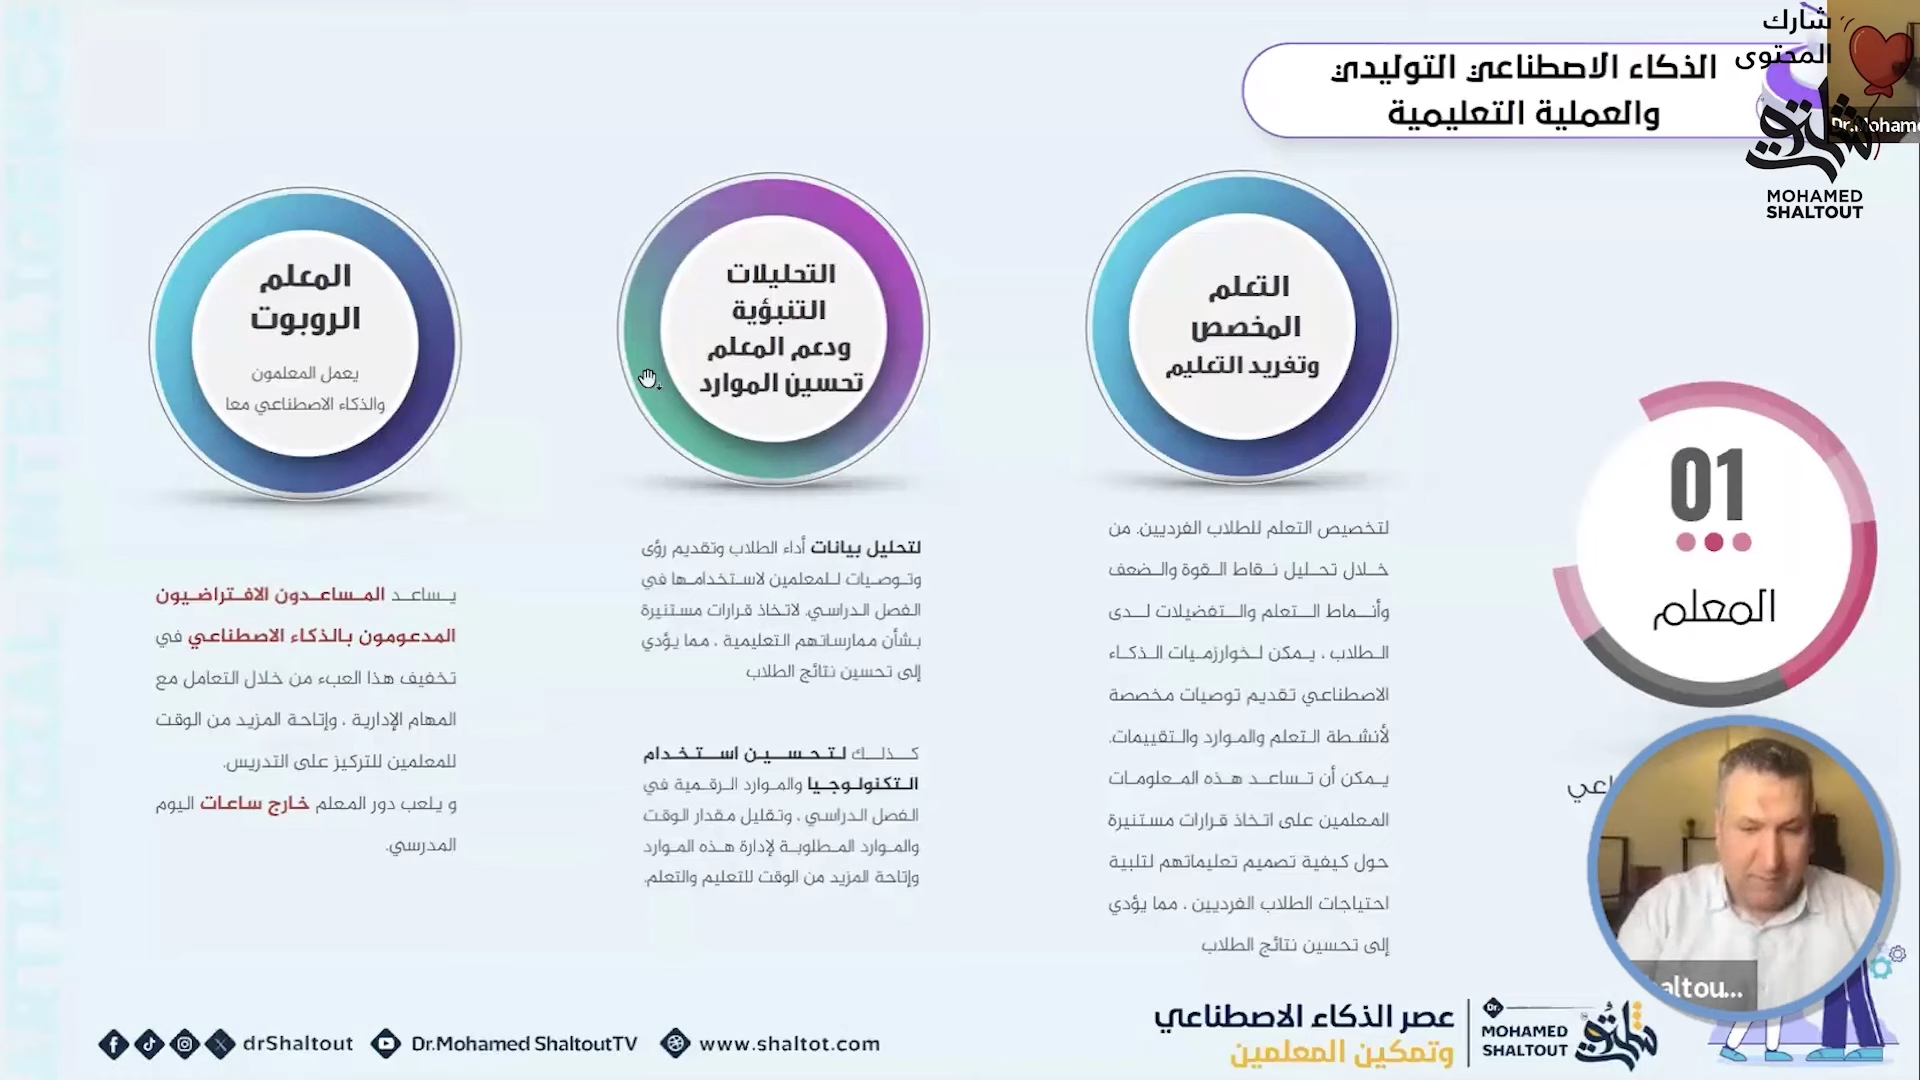 شارك
المحتوى
الذكاء الاصطناعي التوليدي
والعملية التعليمية
MOHAMED
SHALTOUT
01
المعلم
التعلم
المخصص
وتفريد التعليم
لتخصيص التعلم للطلاب الفرديين. من
خلال تحليل نقاط القوة والضعف
وأنماط التعلم والتفضيلات لدى
الطلاب ، يمكن لخوارزميات الذكاء
الاصطناعي تقديم توصيات مخصصة
لأنشطة التعلم والموارد والتقييمات.
يمكن أن تساعد هذه المعلومات
المعلمين على اتخاذ قرارات مستنيرة
حول كيفية تصميم تعليماتهم لتلبية
احتياجات الطلاب الفرديين ، مما يؤدي
إلى تحسين نتائج الطلاب
التحليلات
التنبؤية
ودعم المعلم
تحسين الموارد
لتحليل بيانات أداء الطلاب وتقديم رؤى
وتوصيات للمعلمين لاستخدامها في
الفصل الدراسي. لاتخاذ قرارات مستنيرة
بشأن ممارساتهم التعليمية ، مما يؤدي
إلى تحسين نتائج الطلاب
كذلك لتحسين استخدام
التكنولوجيا والموارد الرقمية في
الفصل الدراسي ، وتقليل مقدار الوقت
والموارد المطلوبة لإدارة هذه الموارد
وإتاحة المزيد من الوقت للتعليم والتعلم.
المعلم
الروبوت
يعمل المعلمون
والذكاء الاصطناعي معا
يساعد المساعدون الافتراضيون
المدعومون بالذكاء الاصطناعي في
تخفيف هذا العبء من خلال التعامل مع
المهام الإدارية ، وإتاحة المزيد من الوقت
للمعلمين للتركيز على التدريس.
و يلعب دور المعلم خارج ساعات اليوم
المدرسي.
drShaltout
Dr.Mohamed ShaltoutTV
www.shaltot.com
عصر الذكاء الاصطناعي
وتمكين المعلمين
Dr.
MOHAMED
SHALTOUT
شلتوت